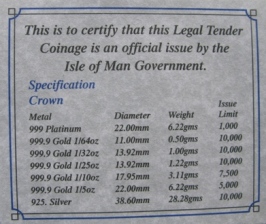 This is to certify that this Legal Tender
Coinage is an official issue by the
Isle of Man Government.
Specification
Crown
Metal Diameter Weight Issue Limit
999 Platinum 22.00mm 6.22gms 1,000
999.9 Gold 1/64oz 11.00mm 0.50gms 10,000
999.9 Gold 1/32oz 13.92mm 1.00gms 10,000
999.9 Gold 1/25oz 13.92mm 1.22gms 10,000
999.9 Gold 1/10oz 17.95mm 3.11gms 7,500
999.9 Gold 1/5oz 22.00mm 6.22gms 5,000
925. Silver 38.60mm 28.28gms 10,000